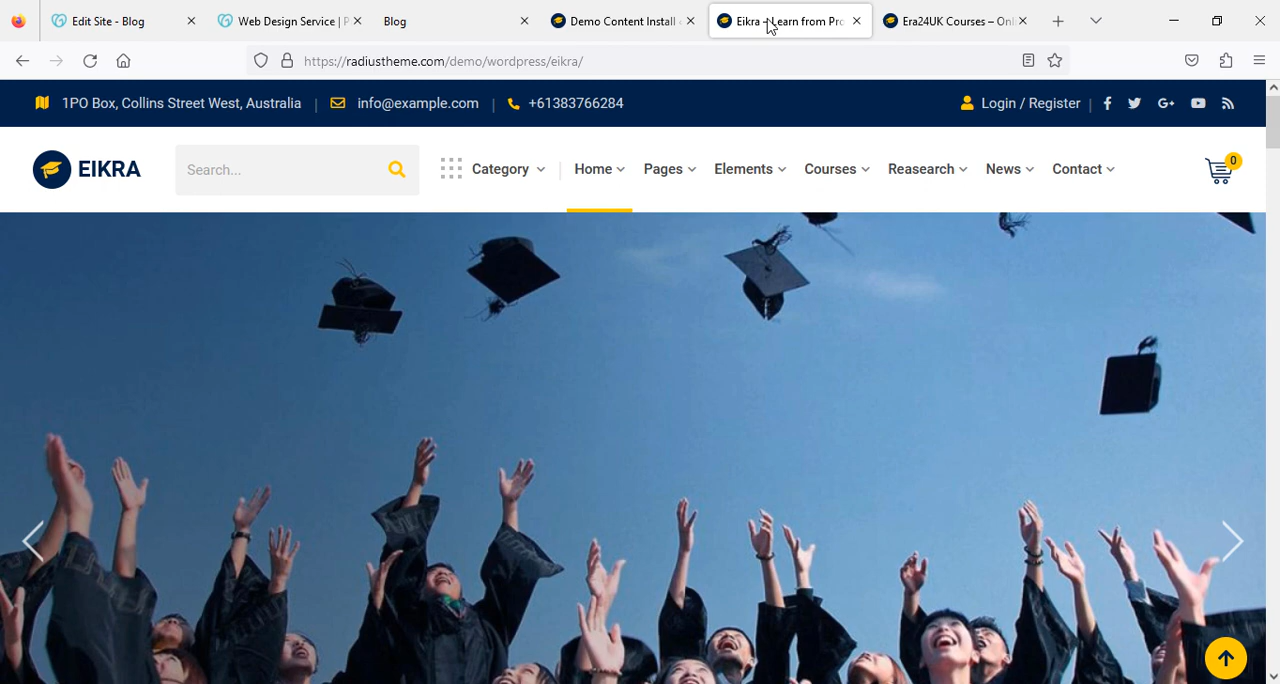 Edit Site - Blog
Web Design Service | P
Blog
Demo Content Install
Eikra – Learn from Pro
Era24UK Courses – Onl
https://radiustheme.com/demo/wordpress/eikra/
1PO Box, Collins Street West, Australia | info@example.com | +61383766284
Login / Register |
EIKRA
Search...
Category
Home
Pages
Elements
Courses
Reasearch
News
Contact
0